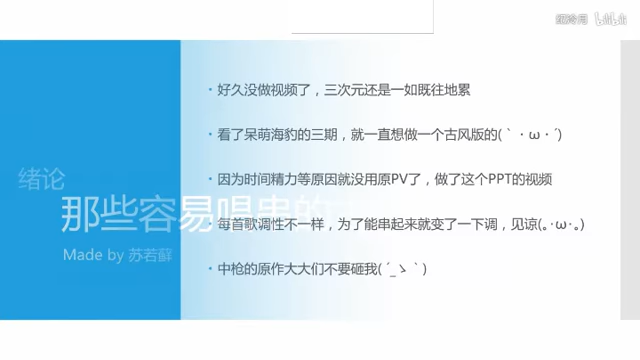 bilibili
· 好久没做视频了，三次元还是一如既往地累
· 看了呆萌海豹的三期，就一直想做一个古风版的(｀・ω・´)
绪论
· 因为时间精力等原因就没用原PV了，做了这个PPT的视频
那些容易唱串的
· 每首歌调性不一样，为了能串起来就变了一下调，见谅(｡･ω･｡)
Made by 苏若藓
· 中枪的原作大大们不要砸我(´_ゝ｀)